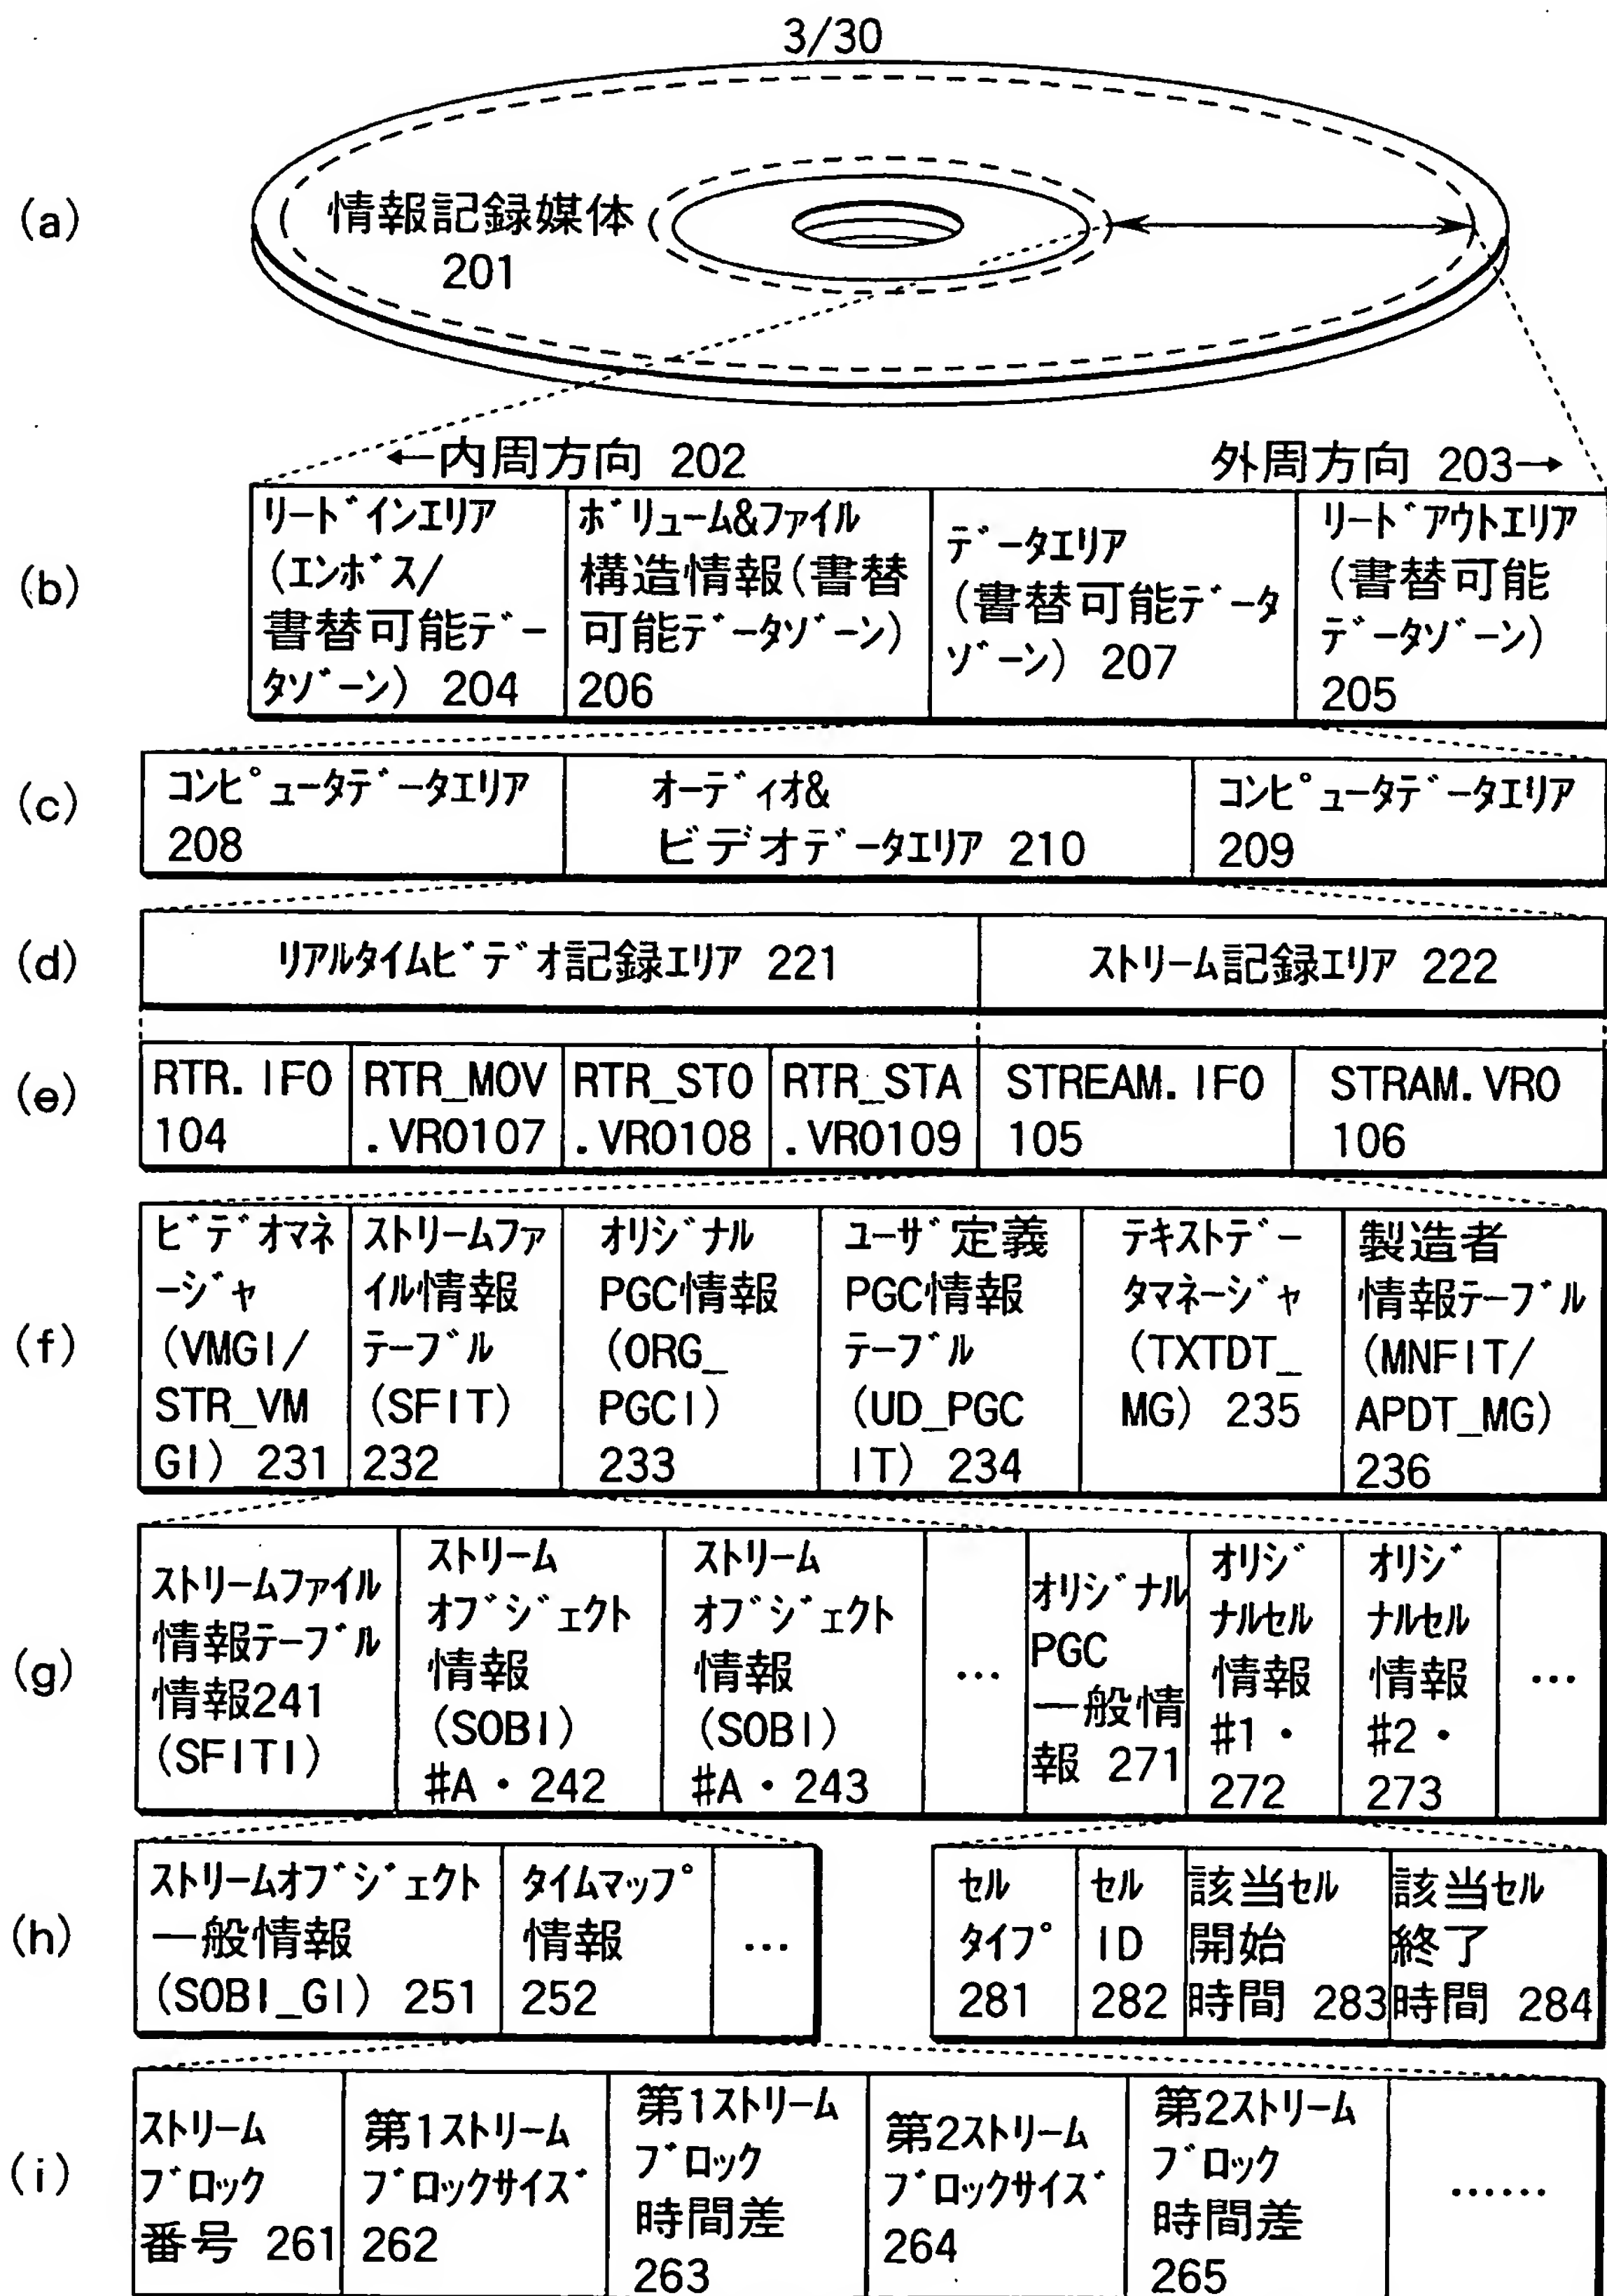 3/30
(a)
情報記録媒体
201
←内周方向 202
外周方向 203→
(b)
リードインエリア
(エンボス/
書替可能デー
タゾーン) 204
ボリューム&ファイル
構造情報(書替
可能データゾーン)
206
データエリア
(書替可能データ
ゾーン) 207
リードアウトエリア
(書替可能
データゾーン)
205
(c)
コンピュータデータエリア
208
オーディオ&
ビデオデータエリア 210
コンピュータデータエリア
209
(d)
リアルタイムビデオ記録エリア 221
ストリーム記録エリア 222
(e)
RTR.IFO
104
RTR_MOV
.VRO107
RTR_STO
.VRO108
RTR_STA
.VRO109
STREAM.IFO
105
STRAM.VRO
106
(f)
ビデオマネ
ージャ
(VMGI/
STR_VM
GI) 231
ストリームファ
イル情報
テーブル
(SFIT)
232
オリジナル
PGC情報
(ORG_
PGCI)
233
ユーザ定義
PGC情報
テーブル
(UD_PGC
IT) 234
テキストデー
タマネージャ
(TXTDT_
MG) 235
製造者
情報テーブル
(MNFIT/
APDT_MG)
236
(g)
ストリームファイル
情報テーブル
情報241
(SFITI)
ストリーム
オブジェクト
情報
(SOBI)
#A・242
ストリーム
オブジェクト
情報
(SOBI)
#A・243
…
オリジナル
PGC
一般情
報 271
オリジ
ナルセル
情報
#1・
272
オリジ
ナルセル
情報
#2・
273
…
(h)
ストリームオブジェクト
一般情報
(SOBI_GI) 251
タイムマップ
情報
252
…
セル
タイプ
281
セル
ID
282
該当セル
開始
時間 283
該当セル
終了
時間 284
(i)
ストリーム
ブロック
番号 261
第1ストリーム
ブロックサイズ
262
第1ストリーム
ブロック
時間差
263
第2ストリーム
ブロックサイズ
264
第2ストリーム
ブロック
時間差
265
……